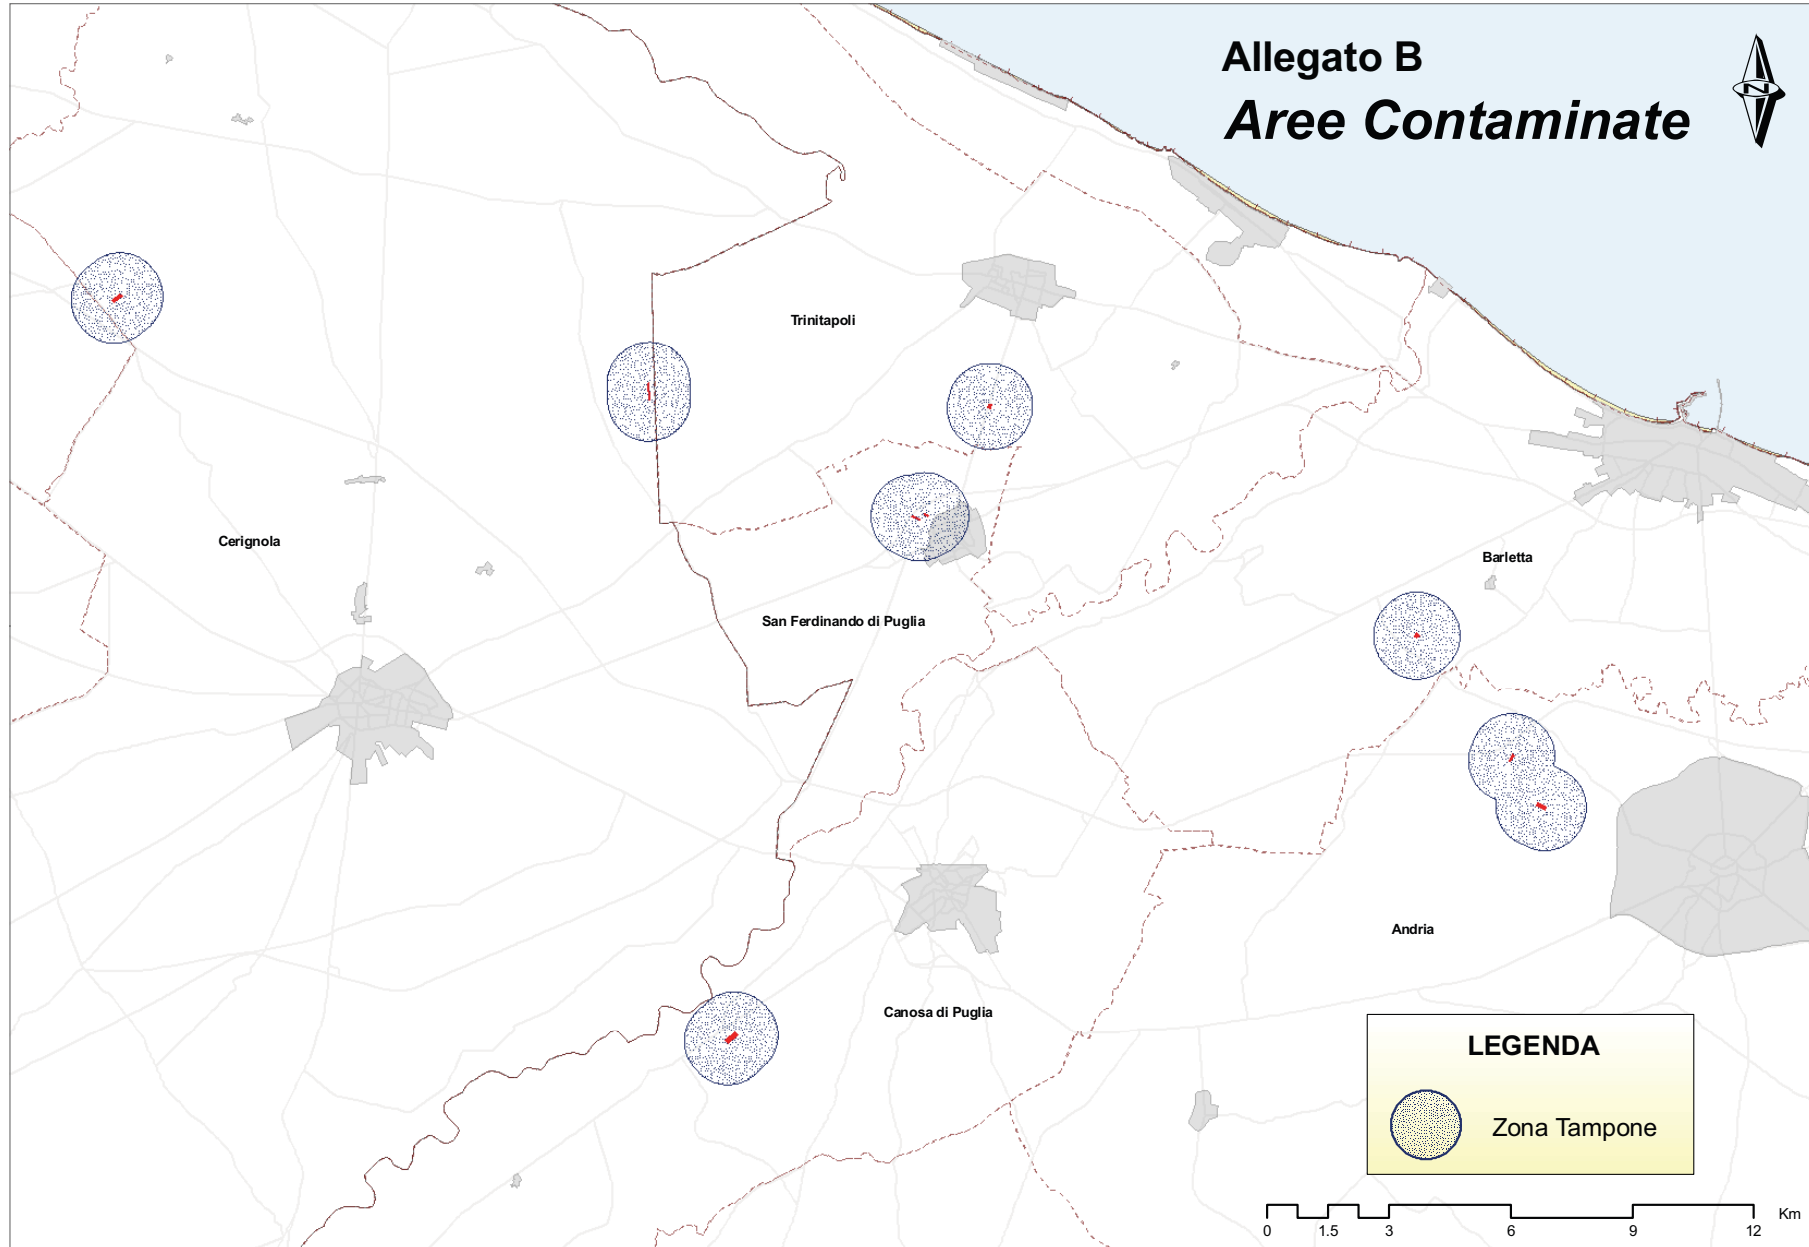 Allegato B
Aree Contaminate
N
Trinitapoli
Cerignola
Barletta
San Ferdinando di Puglia
Andria
Canosa di Puglia
LEGENDA
Zona Tampone
Km
0 1.5 3 6 9 12